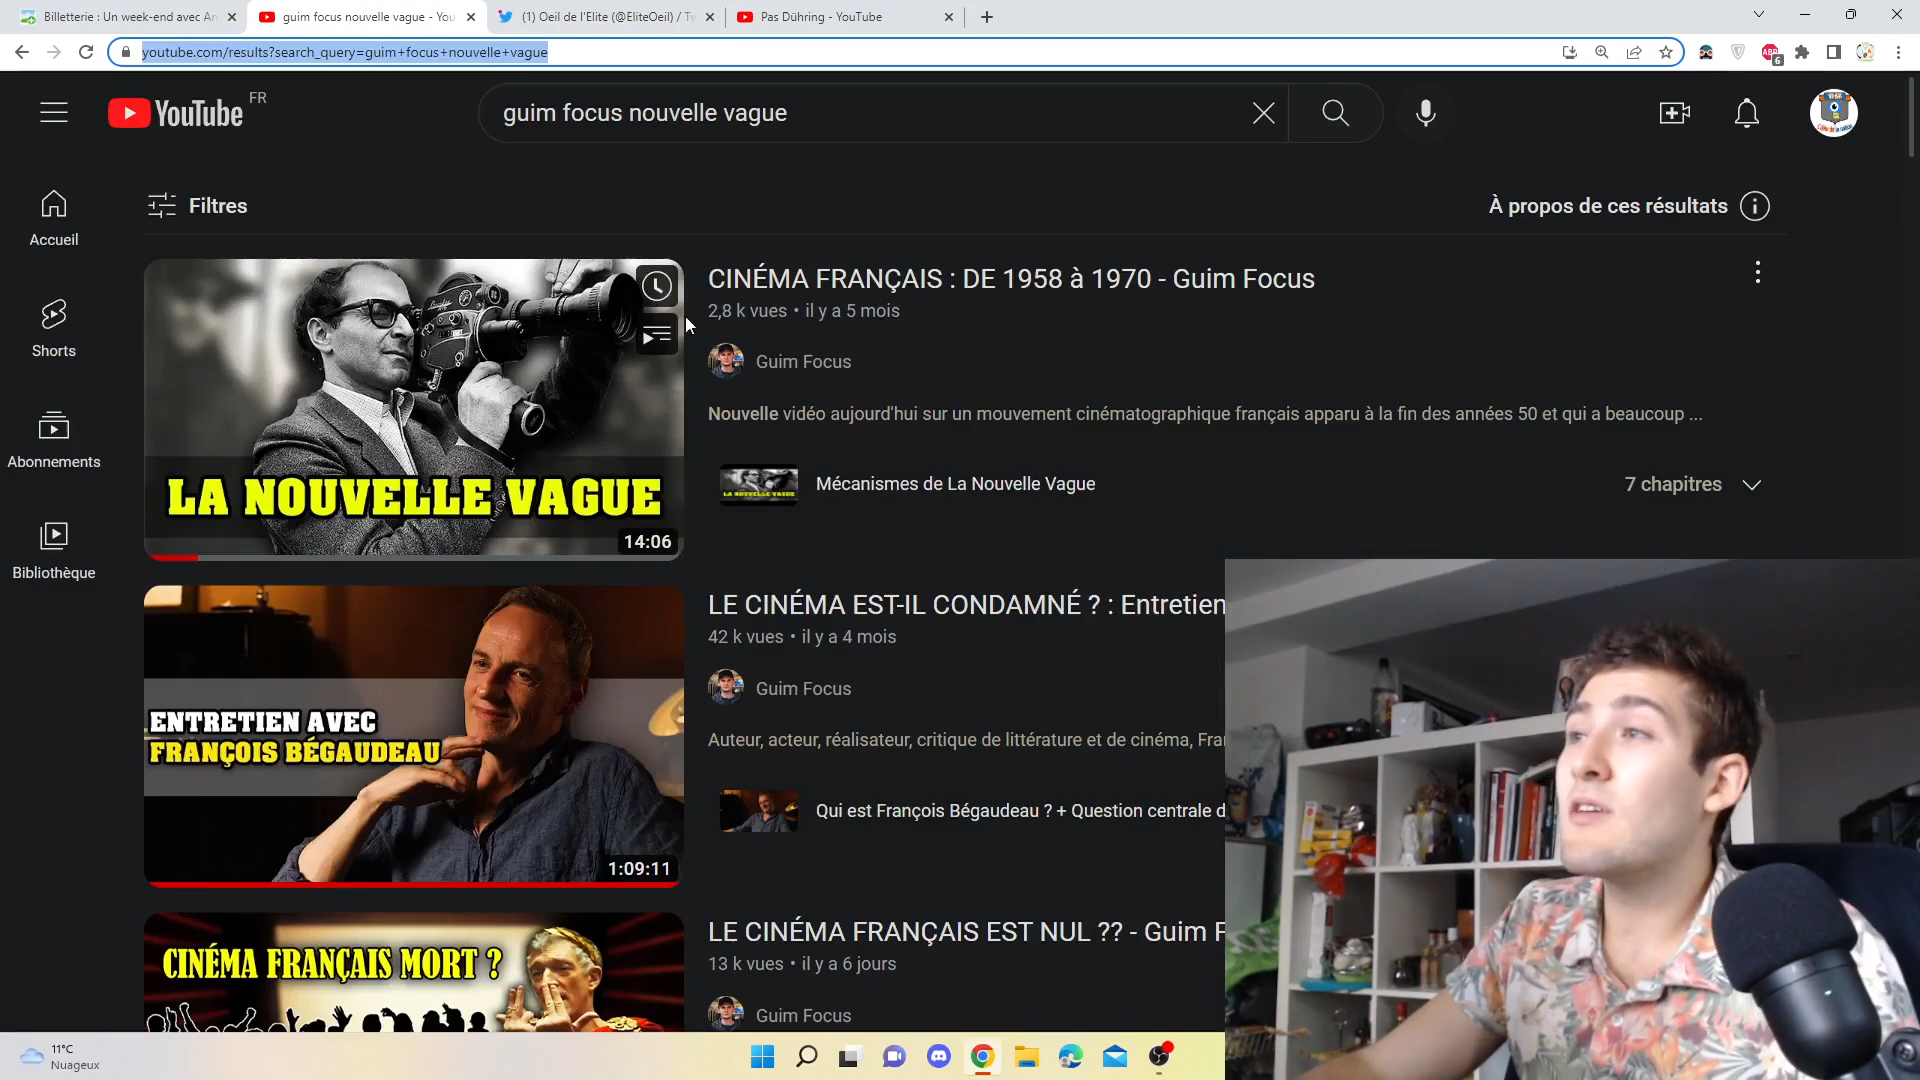 Billetterie : Un week-end avec An
guim focus nouvelle vague - You
(1) Oeil de l'Elite (@EliteOeil) / Tw
Pas Dühring - YouTube
youtube.com/results?search_query=guim+focus+nouvelle+vague
ABP
6
YouTube FR
guim focus nouvelle vague
Accueil
Shorts
Abonnements
Bibliothèque
Filtres
À propos de ces résultats
LA NOUVELLE VAGUE
14:06
CINÉMA FRANÇAIS : DE 1958 à 1970 - Guim Focus
2,8 k vues • il y a 5 mois
Guim Focus
Nouvelle vidéo aujourd'hui sur un mouvement cinématographique français apparu à la fin des années 50 et qui a beaucoup ...
LA NOUVELLE VAGUE
Mécanismes de La Nouvelle Vague
7 chapitres
ENTRETIEN AVEC
FRANÇOIS BÉGAUDEAU
1:09:11
LE CINÉMA EST-IL CONDAMNÉ ? : Entretien
42 k vues • il y a 4 mois
Guim Focus
Auteur, acteur, réalisateur, critique de littérature et de cinéma, Fra
Qui est François Bégaudeau ? + Question centrale d
CINÉMA FRANÇAIS MORT ?
LE CINÉMA FRANÇAIS EST NUL ?? - Guim F
13 k vues • il y a 6 jours
Guim Focus
11°C
Nuageux